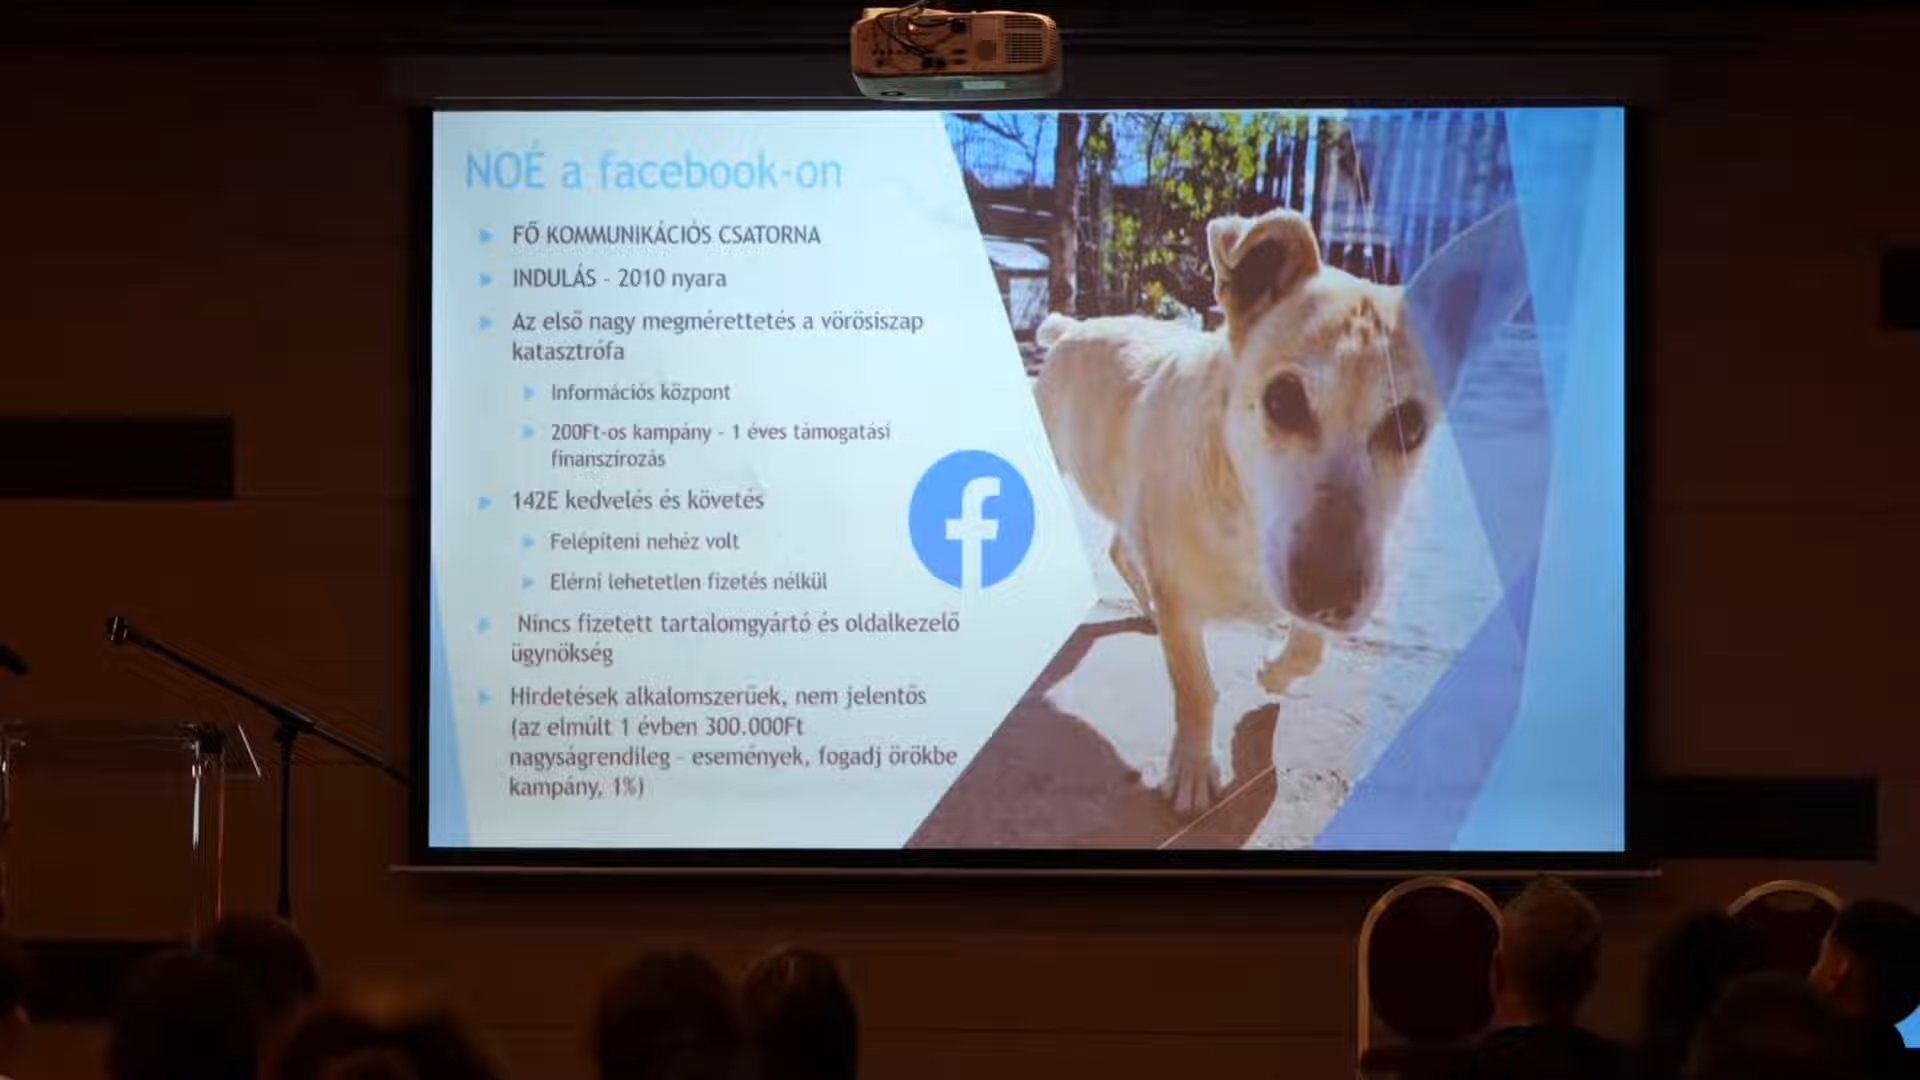 NOÉ a facebook-on
FŐ KOMMUNIKÁCIÓS CSATORNA
INDULÁS - 2010 nyara
Az első nagy megmérettetés a vörösiszap
katasztrófa
Információs központ
200Ft-os kampány - 1 éves támogatási
finanszírozás
142E kedvelés és követés
Felépíteni nehéz volt
Elérni lehetetlen fizetés nélkül
Nincs fizetett tartalomgyártó és oldalkezelő
ügynökség
Hirdetések alkalomszerűek, nem jelentős
(az elmúlt 1 évben 300.000Ft
nagyságrendileg - események, fogadj örökbe
kampány, 1%)